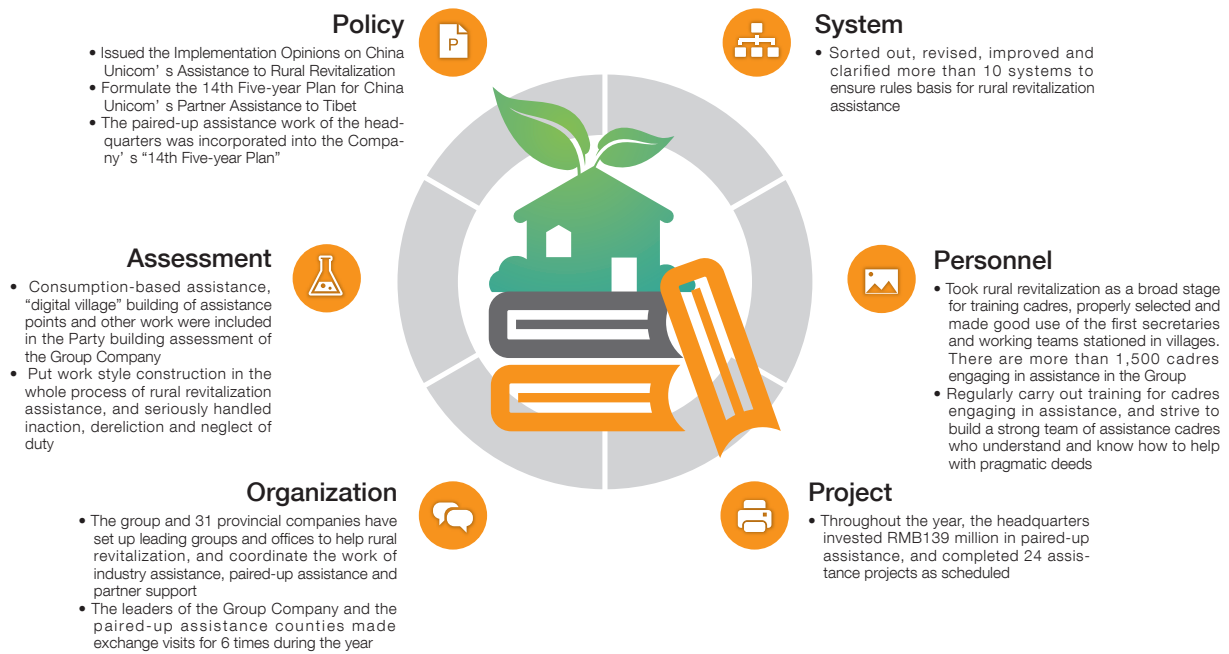 Policy
• Issued the Implementation Opinions on China
Unicom’ s Assistance to Rural Revitalization
• Formulate the 14th Five-year Plan for China
Unicom’ s Partner Assistance to Tibet
• The paired-up assistance work of the head-
quarters was incorporated into the Compa-
ny’ s “14th Five-year Plan”
P
System
• Sorted out, revised, improved and
clarified more than 10 systems to
ensure rules basis for rural revitalization
assistance
Assessment
• Consumption-based assistance,
“digital village” building of assistance
points and other work were included
in the Party building assessment of
the Group Company
• Put work style construction in the
whole process of rural revitalization
assistance, and seriously handled
inaction, dereliction and neglect of
duty
Personnel
• Took rural revitalization as a broad stage
for training cadres, properly selected and
made good use of the first secretaries
and working teams stationed in villages.
There are more than 1,500 cadres
engaging in assistance in the Group
• Regularly carry out training for cadres
engaging in assistance, and strive to
build a strong team of assistance cadres
who understand and know how to help
with pragmatic deeds
Organization
• The group and 31 provincial companies have
set up leading groups and offices to help rural
revitalization, and coordinate the work of
industry assistance, paired-up assistance and
partner support
• The leaders of the Group Company and the
paired-up assistance counties made
exchange visits for 6 times during the year
Project
• Throughout the year, the headquarters
invested RMB139 million in paired-up
assistance, and completed 24 assis-
tance projects as scheduled